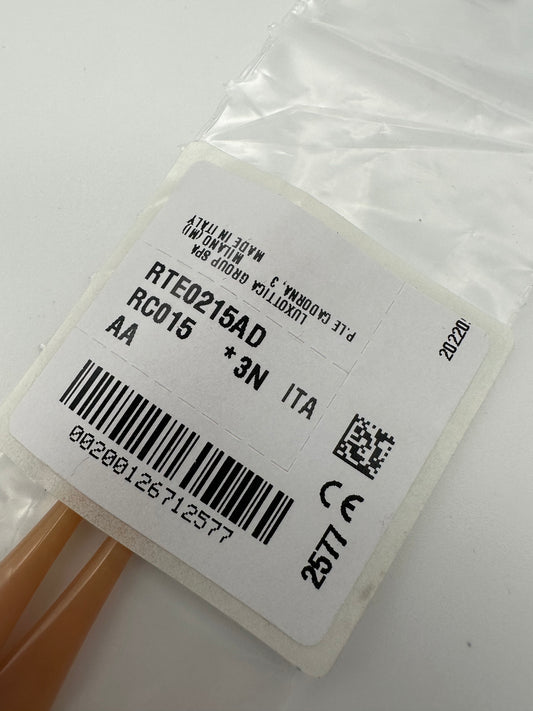 LUXOTTICA GROUP SPA
P.LE CADORNA, 3
MILANO (MI)
MADE IN ITALY
RTE0215AD
RC015 *3N ITA
AA
00200126712577
CE
2577
202205